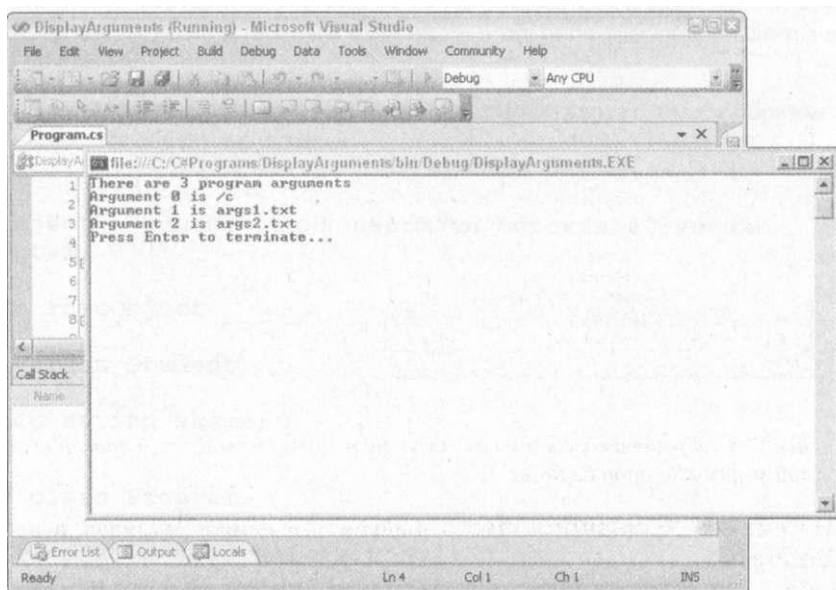 DisplayArguments (Running) - Microsoft Visual Studio
File Edit View Project Build Debug Data Tools Window Community Help
Debug Any CPU
Program.cs
DisplayA
file:///C:/C#Programs/DisplayArguments/bin/Debug/DisplayArguments.EXE
There are 3 program arguments
Argument 0 is /c
Argument 1 is args1.txt
Argument 2 is args2.txt
Press Enter to terminate...
1
2
3
4
5
6
7
8
Call Stack
Name
Error List Output Locals
Ready Ln 4 Col 1 Ch 1 INS